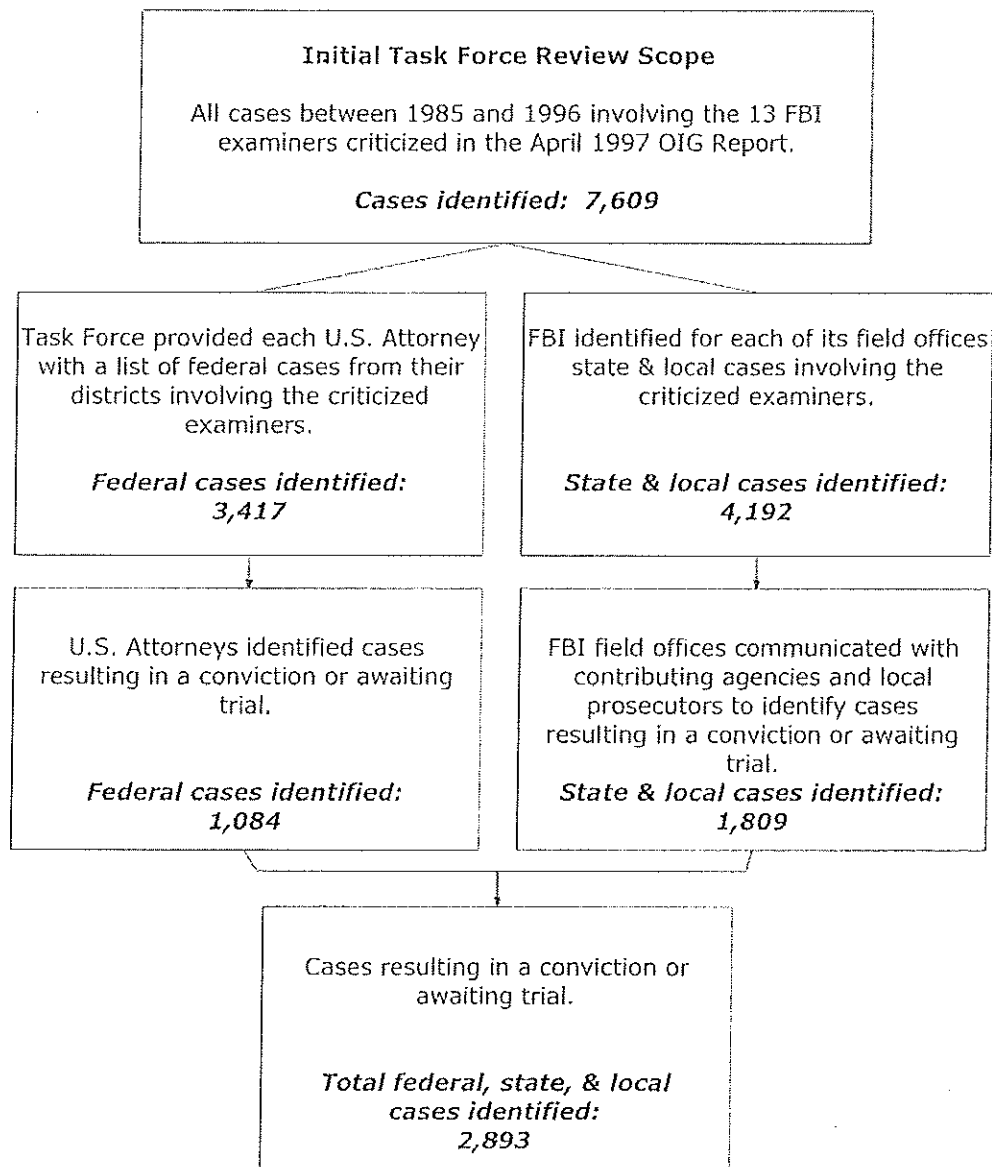 Initial Task Force Review Scope
All cases between 1985 and 1996 involving the 13 FBI
examiners criticized in the April 1997 OIG Report.
Cases identified: 7,609
Task Force provided each U.S. Attorney
with a list of federal cases from their
districts involving the criticized
examiners.
Federal cases identified:
3,417
FBI identified for each of its field offices
state & local cases involving the
criticized examiners.
State & local cases identified:
4,192
U.S. Attorneys identified cases
resulting in a conviction or awaiting
trial.
Federal cases identified:
1,084
FBI field offices communicated with
contributing agencies and local
prosecutors to identify cases
resulting in a conviction or awaiting
trial.
State & local cases identified:
1,809
Cases resulting in a conviction or
awaiting trial.
Total federal, state, & local
cases identified:
2,893